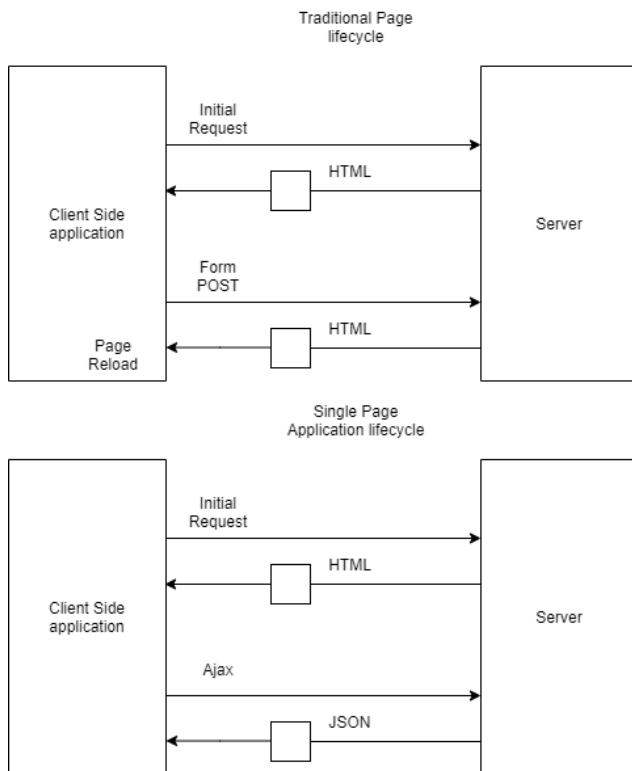 Traditional Page
lifecycle
Initial
Request
HTML
Client Side
application
Server
Form
POST
HTML
Page
Reload
Single Page
Application lifecycle
Initial
Request
HTML
Client Side
application
Server
Ajax
JSON